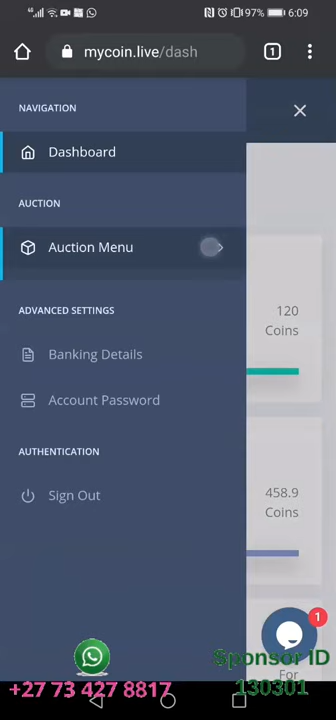 97% 6:09
mycoin.live/dash
1
NAVIGATION
Dashboard
AUCTION
Auction Menu
120
Coins
ADVANCED SETTINGS
Banking Details
Account Password
AUTHENTICATION
458.9
Coins
Sign Out
1
Sponsor ID
For
+27 73 427 8817
130301